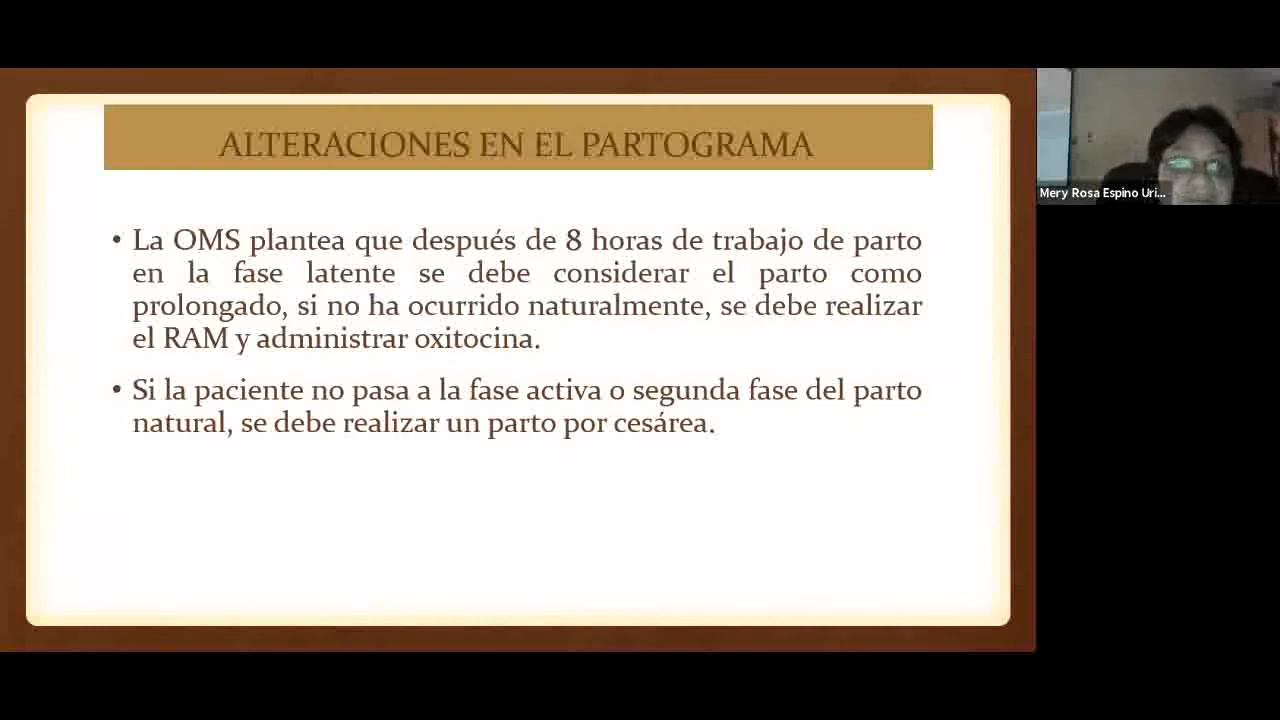 ALTERACIONES EN EL PARTOGRAMA
• La OMS plantea que después de 8 horas de trabajo de parto
en la fase latente se debe considerar el parto como
prolongado, si no ha ocurrido naturalmente, se debe realizar
el RAM y administrar oxitocina.
• Si la paciente no pasa a la fase activa o segunda fase del parto
natural, se debe realizar un parto por cesárea.
Mery Rosa Espino Uri...